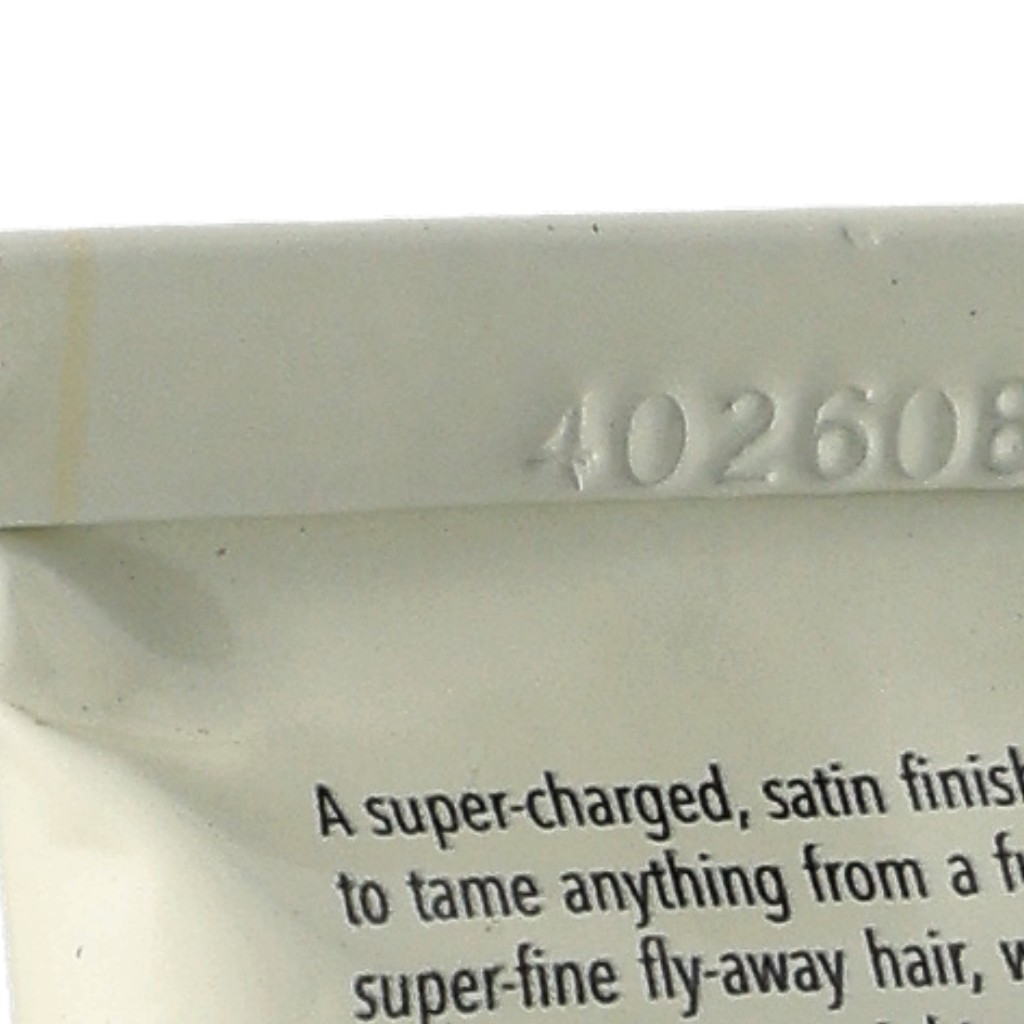 402608
A super-charged, satin finish
to tame anything from a
super-fine fly-away hair,